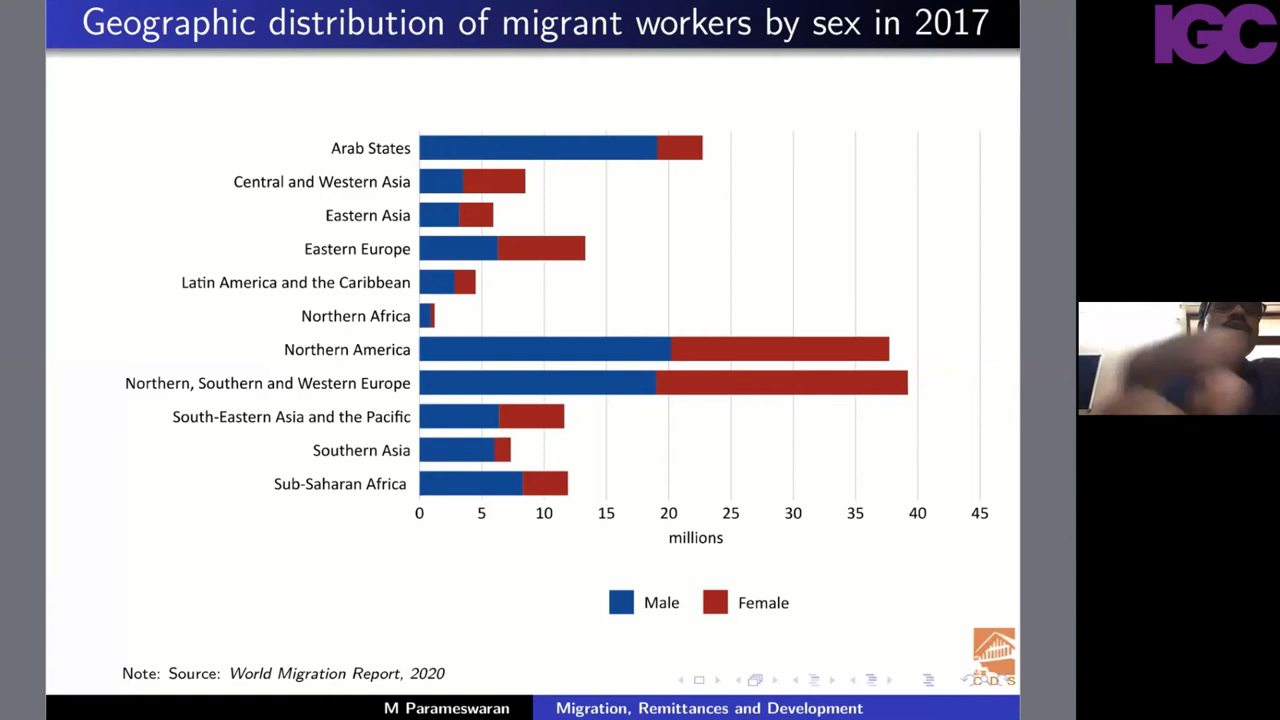 Geographic distribution of migrant workers by sex in 2017
IGC
Arab States
Central and Western Asia
Eastern Asia
Eastern Europe
Latin America and the Caribbean
Northern Africa
Northern America
Northern, Southern and Western Europe
South-Eastern Asia and the Pacific
Southern Asia
Sub-Saharan Africa
0 5 10 15 20 25 30 35 40 45
millions
Male Female
Note: Source: World Migration Report, 2020
CDS
M Parameswaran Migration, Remittances and Development